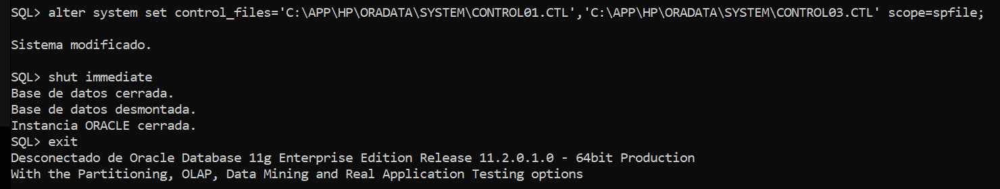 SQL> alter system set control_files='C:\APP\HP\ORADATA\SYSTEM\CONTROL01.CTL','C:\APP\HP\ORADATA\SYSTEM\CONTROL03.CTL' scope=spfile;
Sistema modificado.
SQL> shut immediate
Base de datos cerrada.
Base de datos desmontada.
Instancia ORACLE cerrada.
SQL> exit
Desconectado de Oracle Database 11g Enterprise Edition Release 11.2.0.1.0 - 64bit Production
With the Partitioning, OLAP, Data Mining and Real Application Testing options